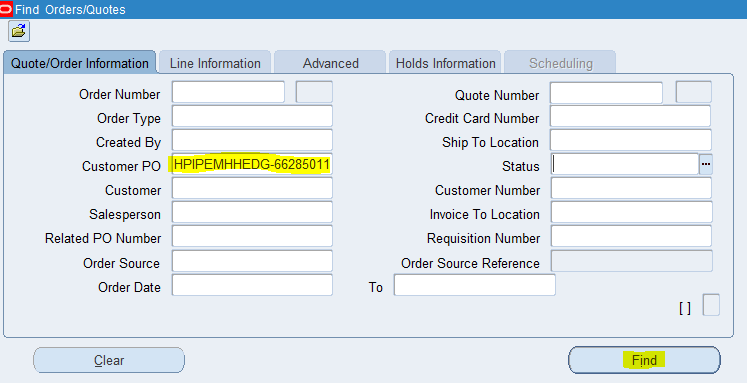 Find Orders/Quotes
Quote/Order Information Line Information Advanced Holds Information Scheduling
Order Number Quote Number
Order Type Credit Card Number
Created By Ship To Location
Customer PO HPIPEMHHEDG-66285011 Status ...
Customer Customer Number
Salesperson Invoice To Location
Related PO Number Requisition Number
Order Source Order Source Reference
Order Date To
[ ]
Clear Find